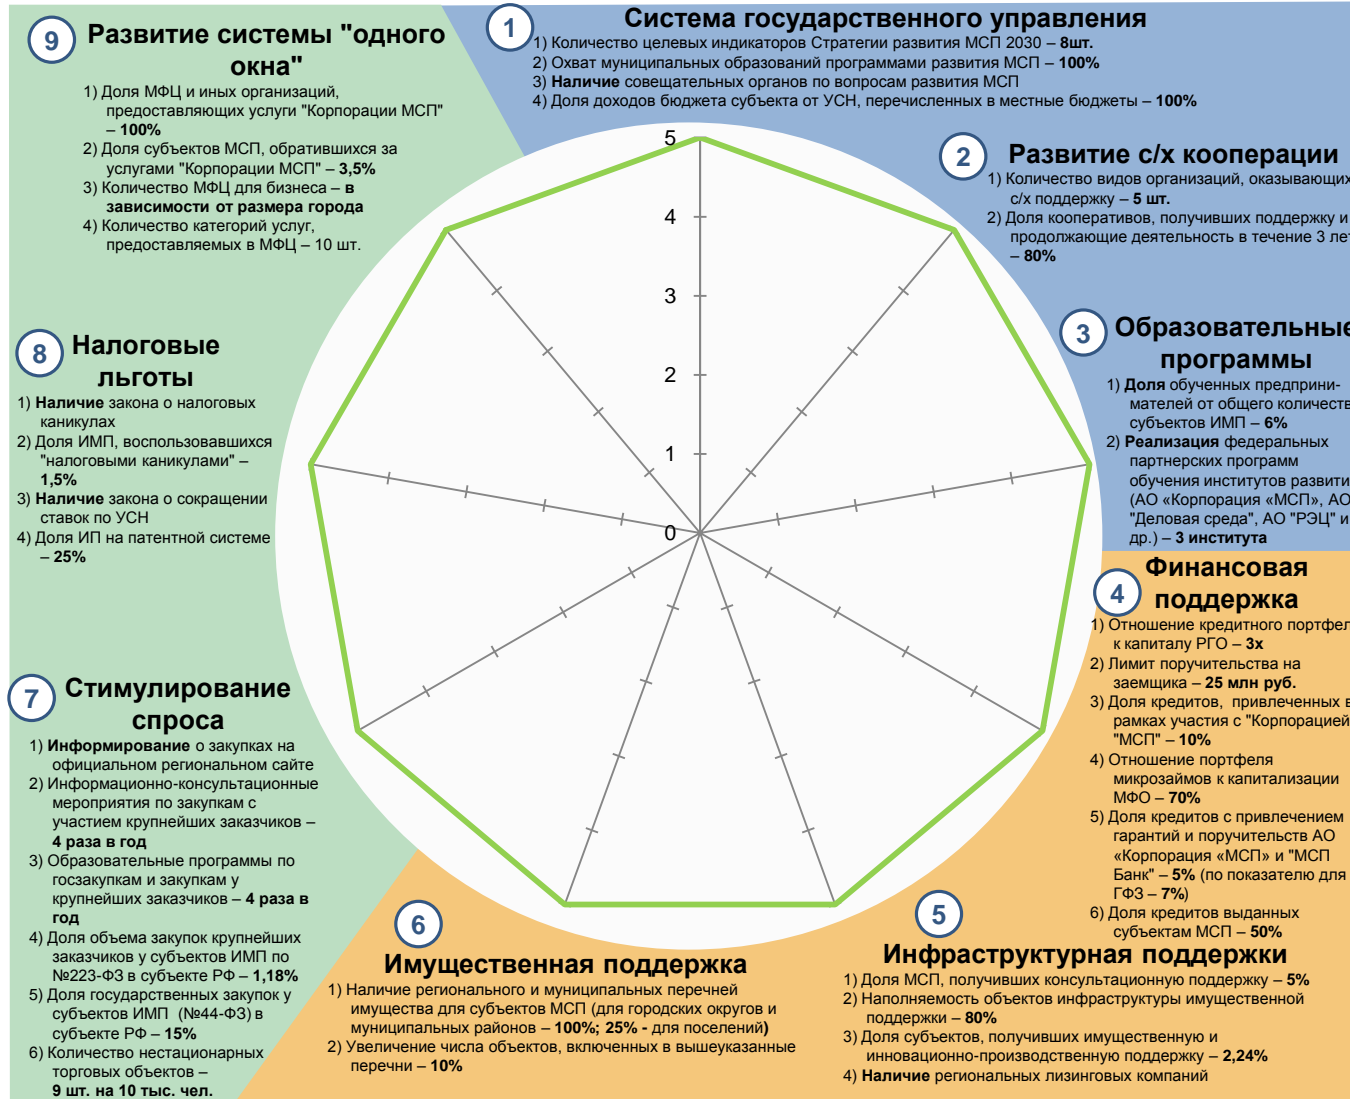 1
Система государственного управления
1) Количество целевых индикаторов Стратегии развития МСП 2030 – 8шт.
2) Охват муниципальных образований программами развития МСП – 100%
3) Наличие совещательных органов по вопросам развития МСП
4) Доля доходов бюджета субъекта от УСН, перечисленных в местные бюджеты – 100%
2
Развитие с/х кооперации
1) Количество видов организаций, оказывающих
с/х поддержку – 5 шт.
2) Доля кооперативов, получивших поддержку и
продолжающие деятельность в течение 3 лет
– 80%
3
Образовательные
программы
1) Доля обученных предприни-
мателей от общего количеств
субъектов ИМП – 6%
2) Реализация федеральных
партнерских программ
обучения институтов развити
(АО «Корпорация «МСП», АО
"Деловая среда", АО "РЭЦ" и
др.) – 3 института
4
Финансовая
поддержка
1) Отношение кредитного портфел
к капиталу РГО – 3х
2) Лимит поручительства на
заемщика – 25 млн руб.
3) Доля кредитов, привлеченных в
рамках участия с "Корпорацией
"МСП" – 10%
4) Отношение портфеля
микрозаймов к капитализации
МФО – 70%
5) Доля кредитов с привлечением
гарантий и поручительств АО
«Корпорация «МСП» и "МСП
Банк" – 5% (по показателю для
ГФЗ – 7%)
6) Доля кредитов выданных
субъектам МСП – 50%
5
Инфраструктурная поддержки
1) Доля МСП, получивших консультационную поддержку – 5%
2) Наполняемость объектов инфраструктуры имущественной
поддержки – 80%
3) Доля субъектов, получивших имущественную и
инновационно-производственную поддержку – 2,24%
4) Наличие региональных лизинговых компаний
6
Имущественная поддержка
1) Наличие регионального и муниципальных перечней
имущества для субъектов МСП (для городских округов и
муниципальных районов – 100%; 25% - для поселений)
2) Увеличение числа объектов, включенных в вышеуказанные
перечни – 10%
7
Стимулирование
спроса
1) Информирование о закупках на
официальном региональном сайте
2) Информационно-консультационные
мероприятия по закупкам с
участием крупнейших заказчиков –
4 раза в год
3) Образовательные программы по
госзакупкам и закупкам у
крупнейших заказчиков – 4 раза в
год
4) Доля объема закупок крупнейших
заказчиков у субъектов ИМП по
№223-ФЗ в субъекте РФ – 1,18%
5) Доля государственных закупок у
субъектов ИМП (№44-ФЗ) в
субъекте РФ – 15%
6) Количество нестационарных
торговых объектов –
9 шт. на 10 тыс. чел.
8
Налоговые
льготы
1) Наличие закона о налоговых
каникулах
2) Доля ИМП, воспользовавшихся
"налоговыми каникулами" –
1,5%
3) Наличие закона о сокращении
ставок по УСН
4) Доля ИП на патентной системе
– 25%
9
Развитие системы "одного
окна"
1) Доля МФЦ и иных организаций,
предоставляющих услуги "Корпорации МСП"
– 100%
2) Доля субъектов МСП, обратившихся за
услугами "Корпорации МСП" – 3,5%
3) Количество МФЦ для бизнеса – в
зависимости от размера города
4) Количество категорий услуг,
предоставляемых в МФЦ – 10 шт.
5
4
3
2
1
0